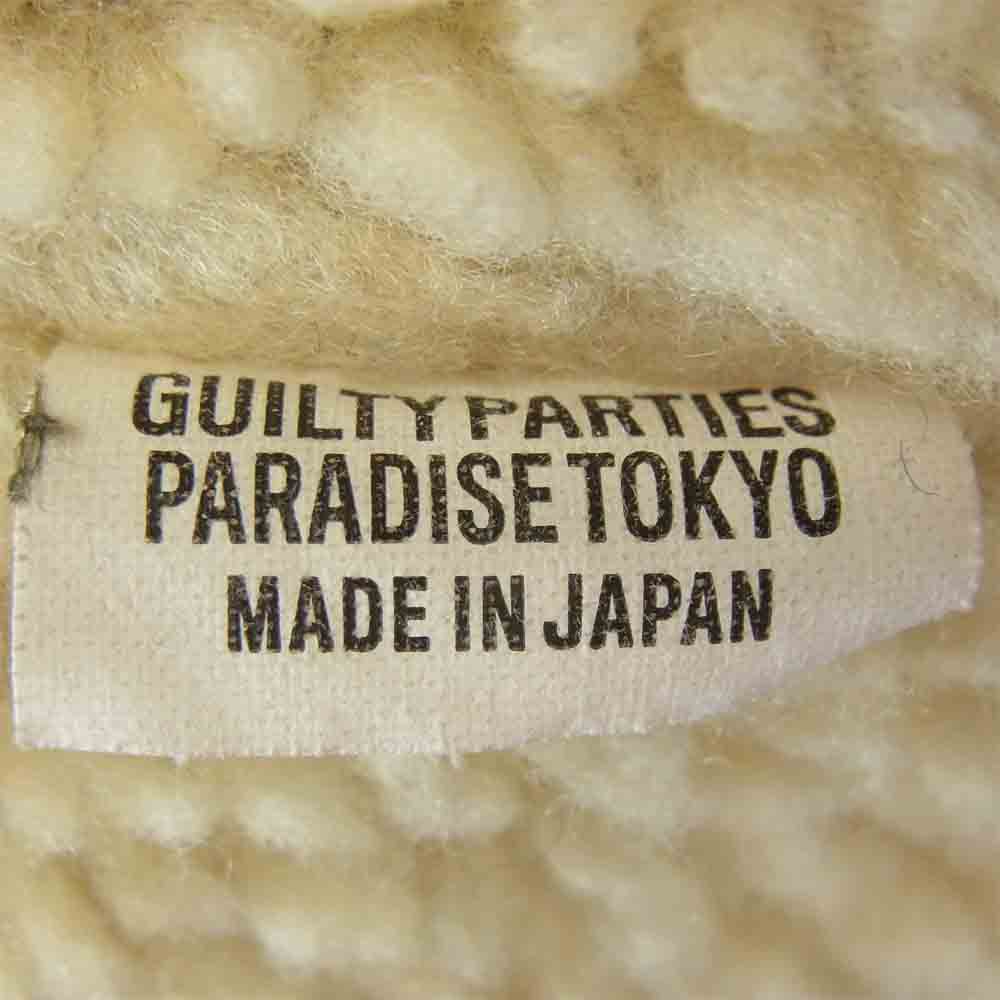 GUILTY PARTIES
PARADISE TOKYO
MADE IN JAPAN